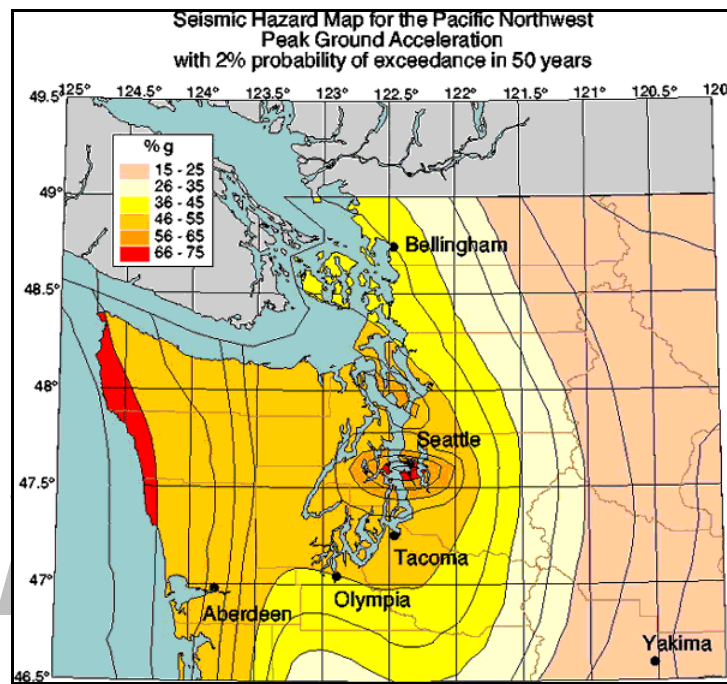 Seismic Hazard Map for the Pacific Northwest
Peak Ground Acceleration
with 2% probability of exceedance in 50 years
125° 124.5° 124° 123.5° 123° 122.5° 122° 121.5° 121° 120.5° 120
49.5°
% g
15 - 25
26 - 35
36 - 45
46 - 55
56 - 65
66 - 75
49°
Bellingham
48.5°
48°
Seattle
47.5°
Tacoma
47°
Olympia
Aberdeen
Yakima
46.5°